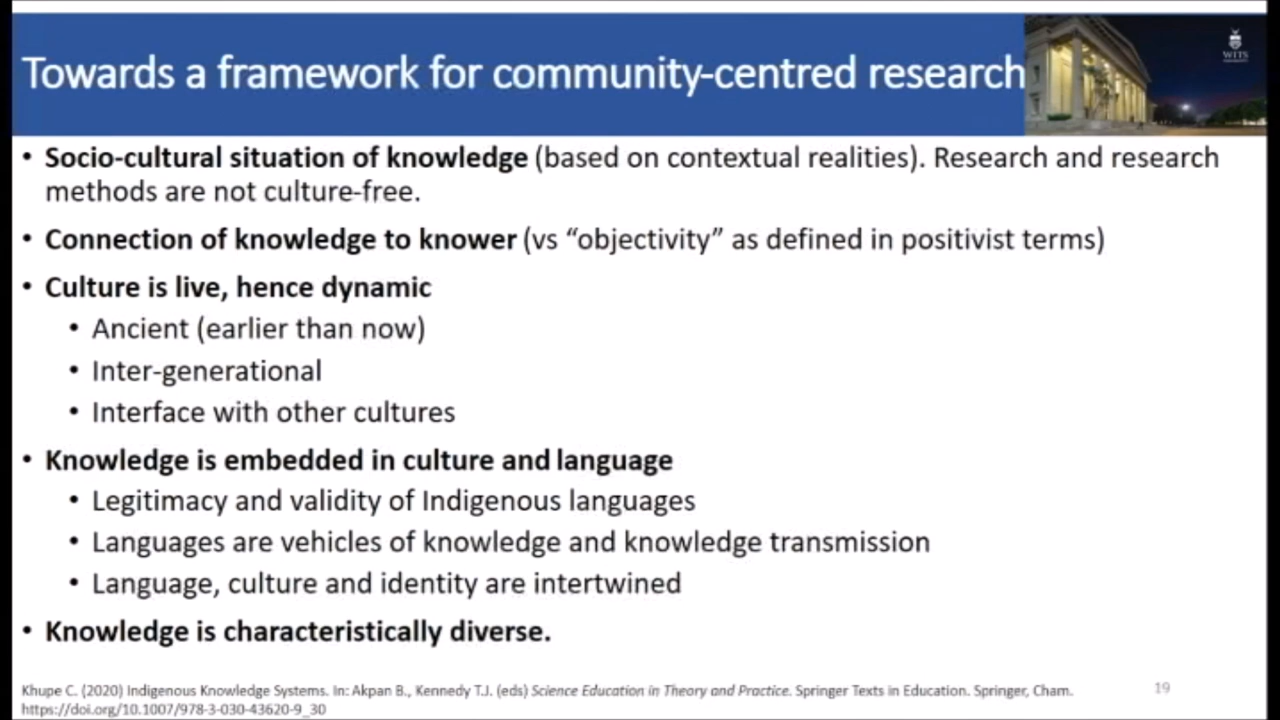 Towards a framework for community-centred research
WITS
• Socio-cultural situation of knowledge (based on contextual realities). Research and research
methods are not culture-free.
• Connection of knowledge to knower (vs “objectivity” as defined in positivist terms)
• Culture is live, hence dynamic
• Ancient (earlier than now)
• Inter-generational
• Interface with other cultures
• Knowledge is embedded in culture and language
• Legitimacy and validity of Indigenous languages
• Languages are vehicles of knowledge and knowledge transmission
• Language, culture and identity are intertwined
• Knowledge is characteristically diverse.
Khupe C. (2020) Indigenous Knowledge Systems. In: Akpan B., Kennedy T.J. (eds) Science Education in Theory and Practice. Springer Texts in Education. Springer, Cham.
https://doi.org/10.1007/978-3-030-43620-9_30
19